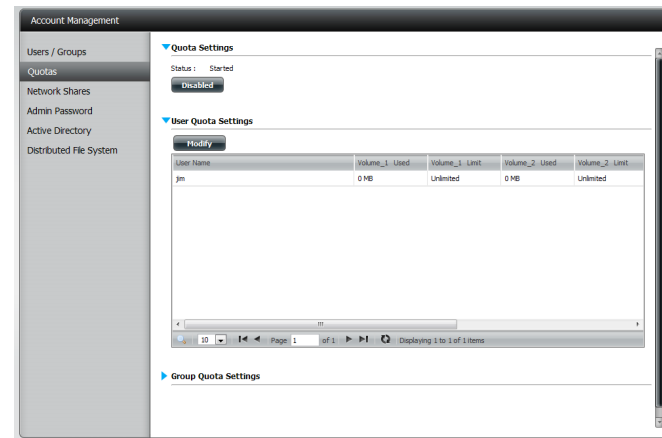 Account Management
Users / Groups
Quotas
Network Shares
Admin Password
Active Directory
Distributed File System
Quota Settings
Status : Started
Disabled
User Quota Settings
Modify
User Name Volume_1 Used Volume_1 Limit Volume_2 Used Volume_2 Limit
jim 0 MB Unlimited 0 MB Unlimited
10 Page 1 of 1 Displaying 1 to 1 of 1 items
Group Quota Settings